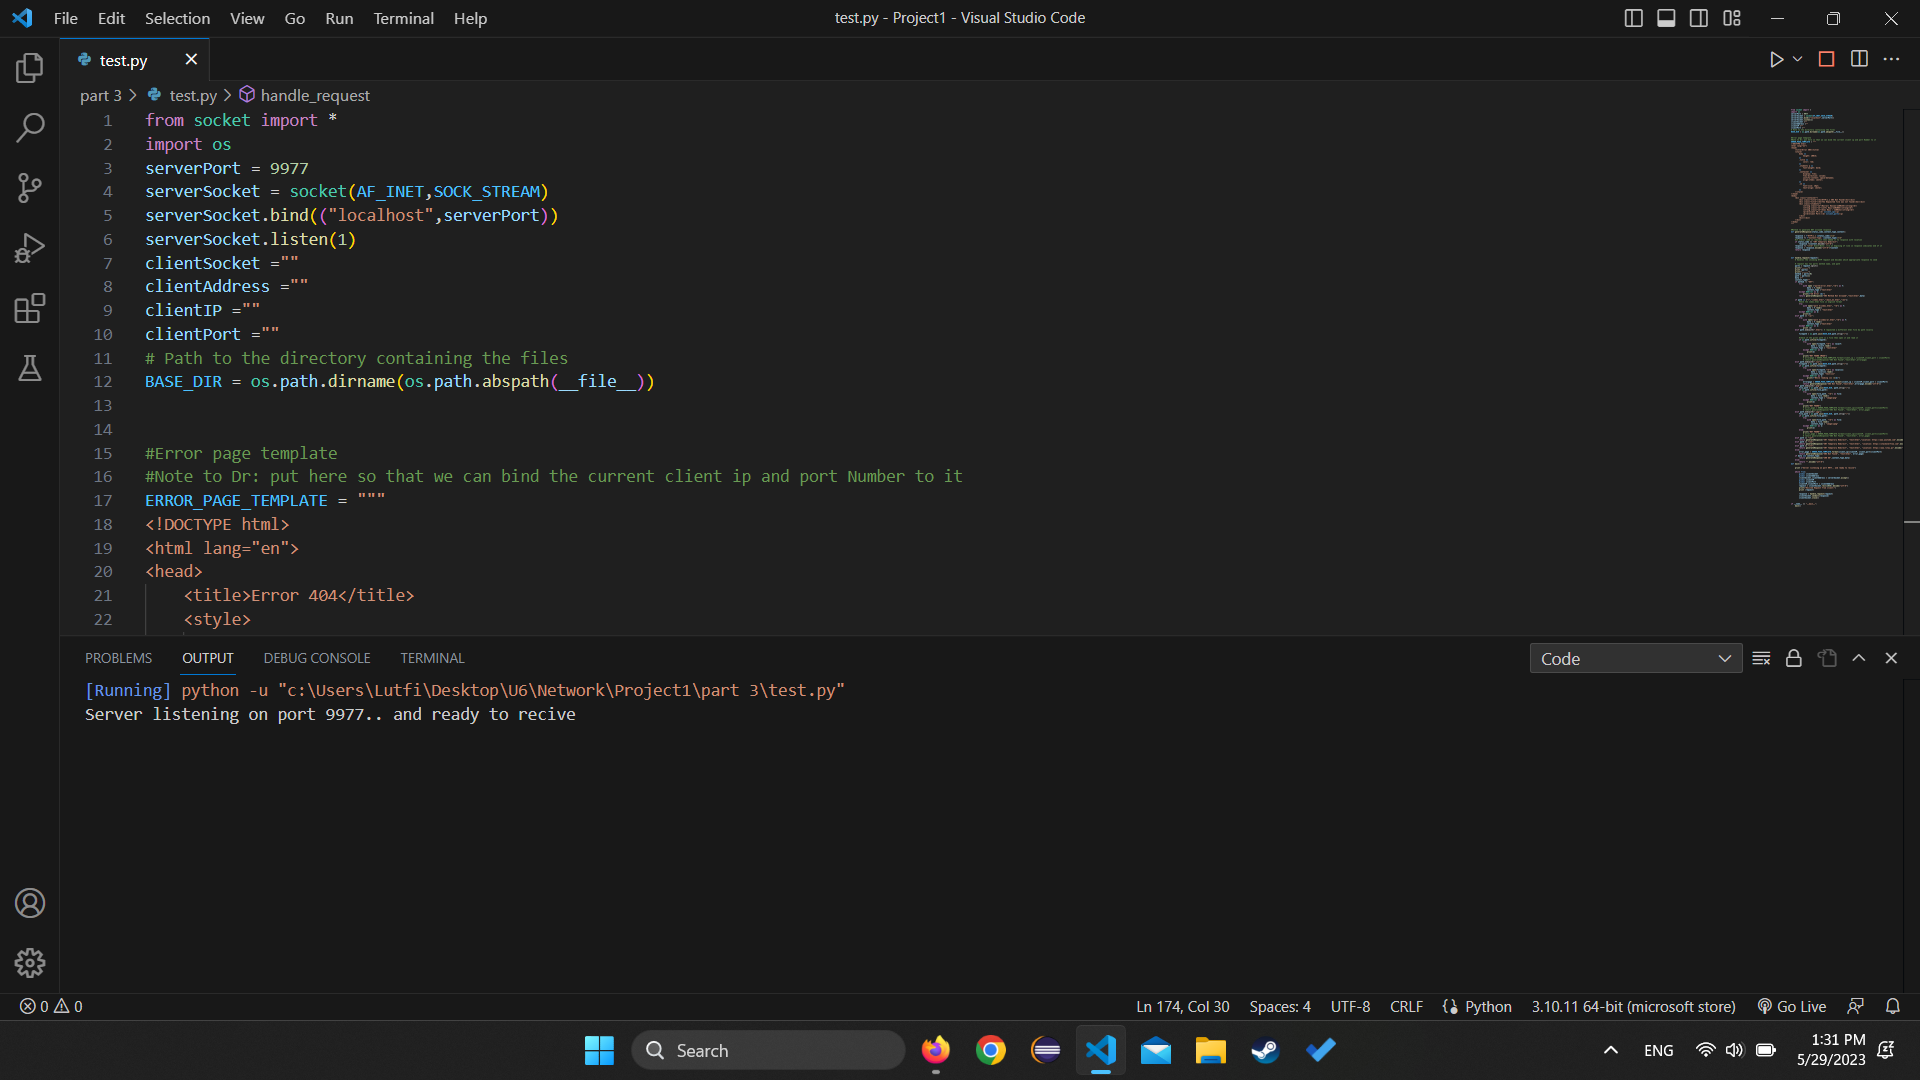 File Edit Selection View Go Run Terminal Help
test.py - Project1 - Visual Studio Code
test.py
part 3 > test.py > handle_request
1 from socket import *
2 import os
3 serverPort = 9977
4 serverSocket = socket(AF_INET,SOCK_STREAM)
5 serverSocket.bind(("localhost",serverPort))
6 serverSocket.listen(1)
7 clientSocket =""
8 clientAddress =""
9 clientIP =""
10 clientPort =""
11 # Path to the directory containing the files
12 BASE_DIR = os.path.dirname(os.path.abspath(__file__))
13
14
15 #Error page template
16 #Note to Dr: put here so that we can bind the current client ip and port Number to it
17 ERROR_PAGE_TEMPLATE = """
18 <!DOCTYPE html>
19 <html lang="en">
20 <head>
21     <title>Error 404</title>
22     <style>
PROBLEMS OUTPUT DEBUG CONSOLE TERMINAL
Code
[Running] python -u "c:\Users\Lutfi\Desktop\U6\Network\Project1\part 3\test.py"
Server listening on port 9977.. and ready to recive
0 0
Ln 174, Col 30 Spaces: 4 UTF-8 CRLF Python 3.10.11 64-bit (microsoft store) Go Live
Search
ENG
1:31 PM
5/29/2023